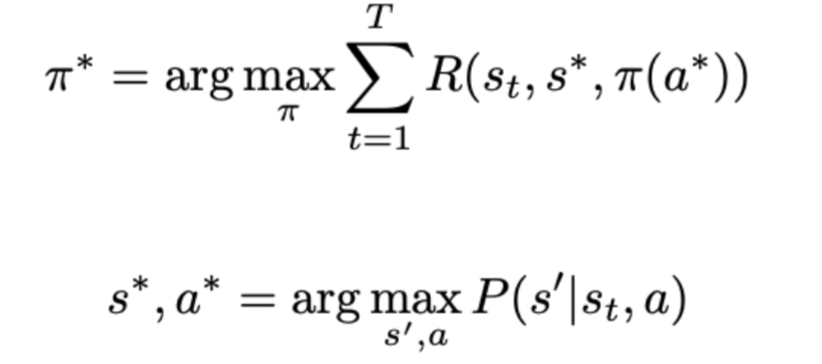 π* = arg max_π ∑_{t=1}^{T} R(s_t, s*, π(a*))
s*, a* = arg max_{s',a} P(s'|s_t, a)